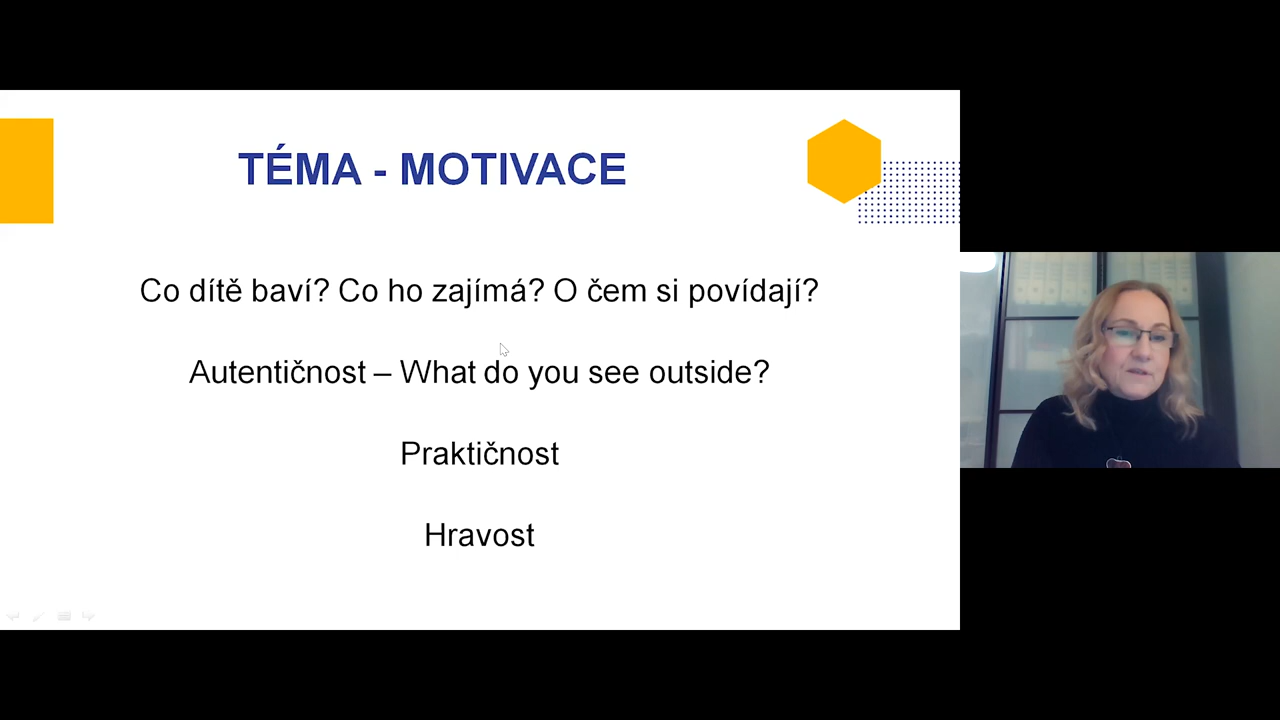 TÉMA - MOTIVACE
Co dítě baví? Co ho zajímá? O čem si povídají?
Autentičnost – What do you see outside?
Praktičnost
Hravost